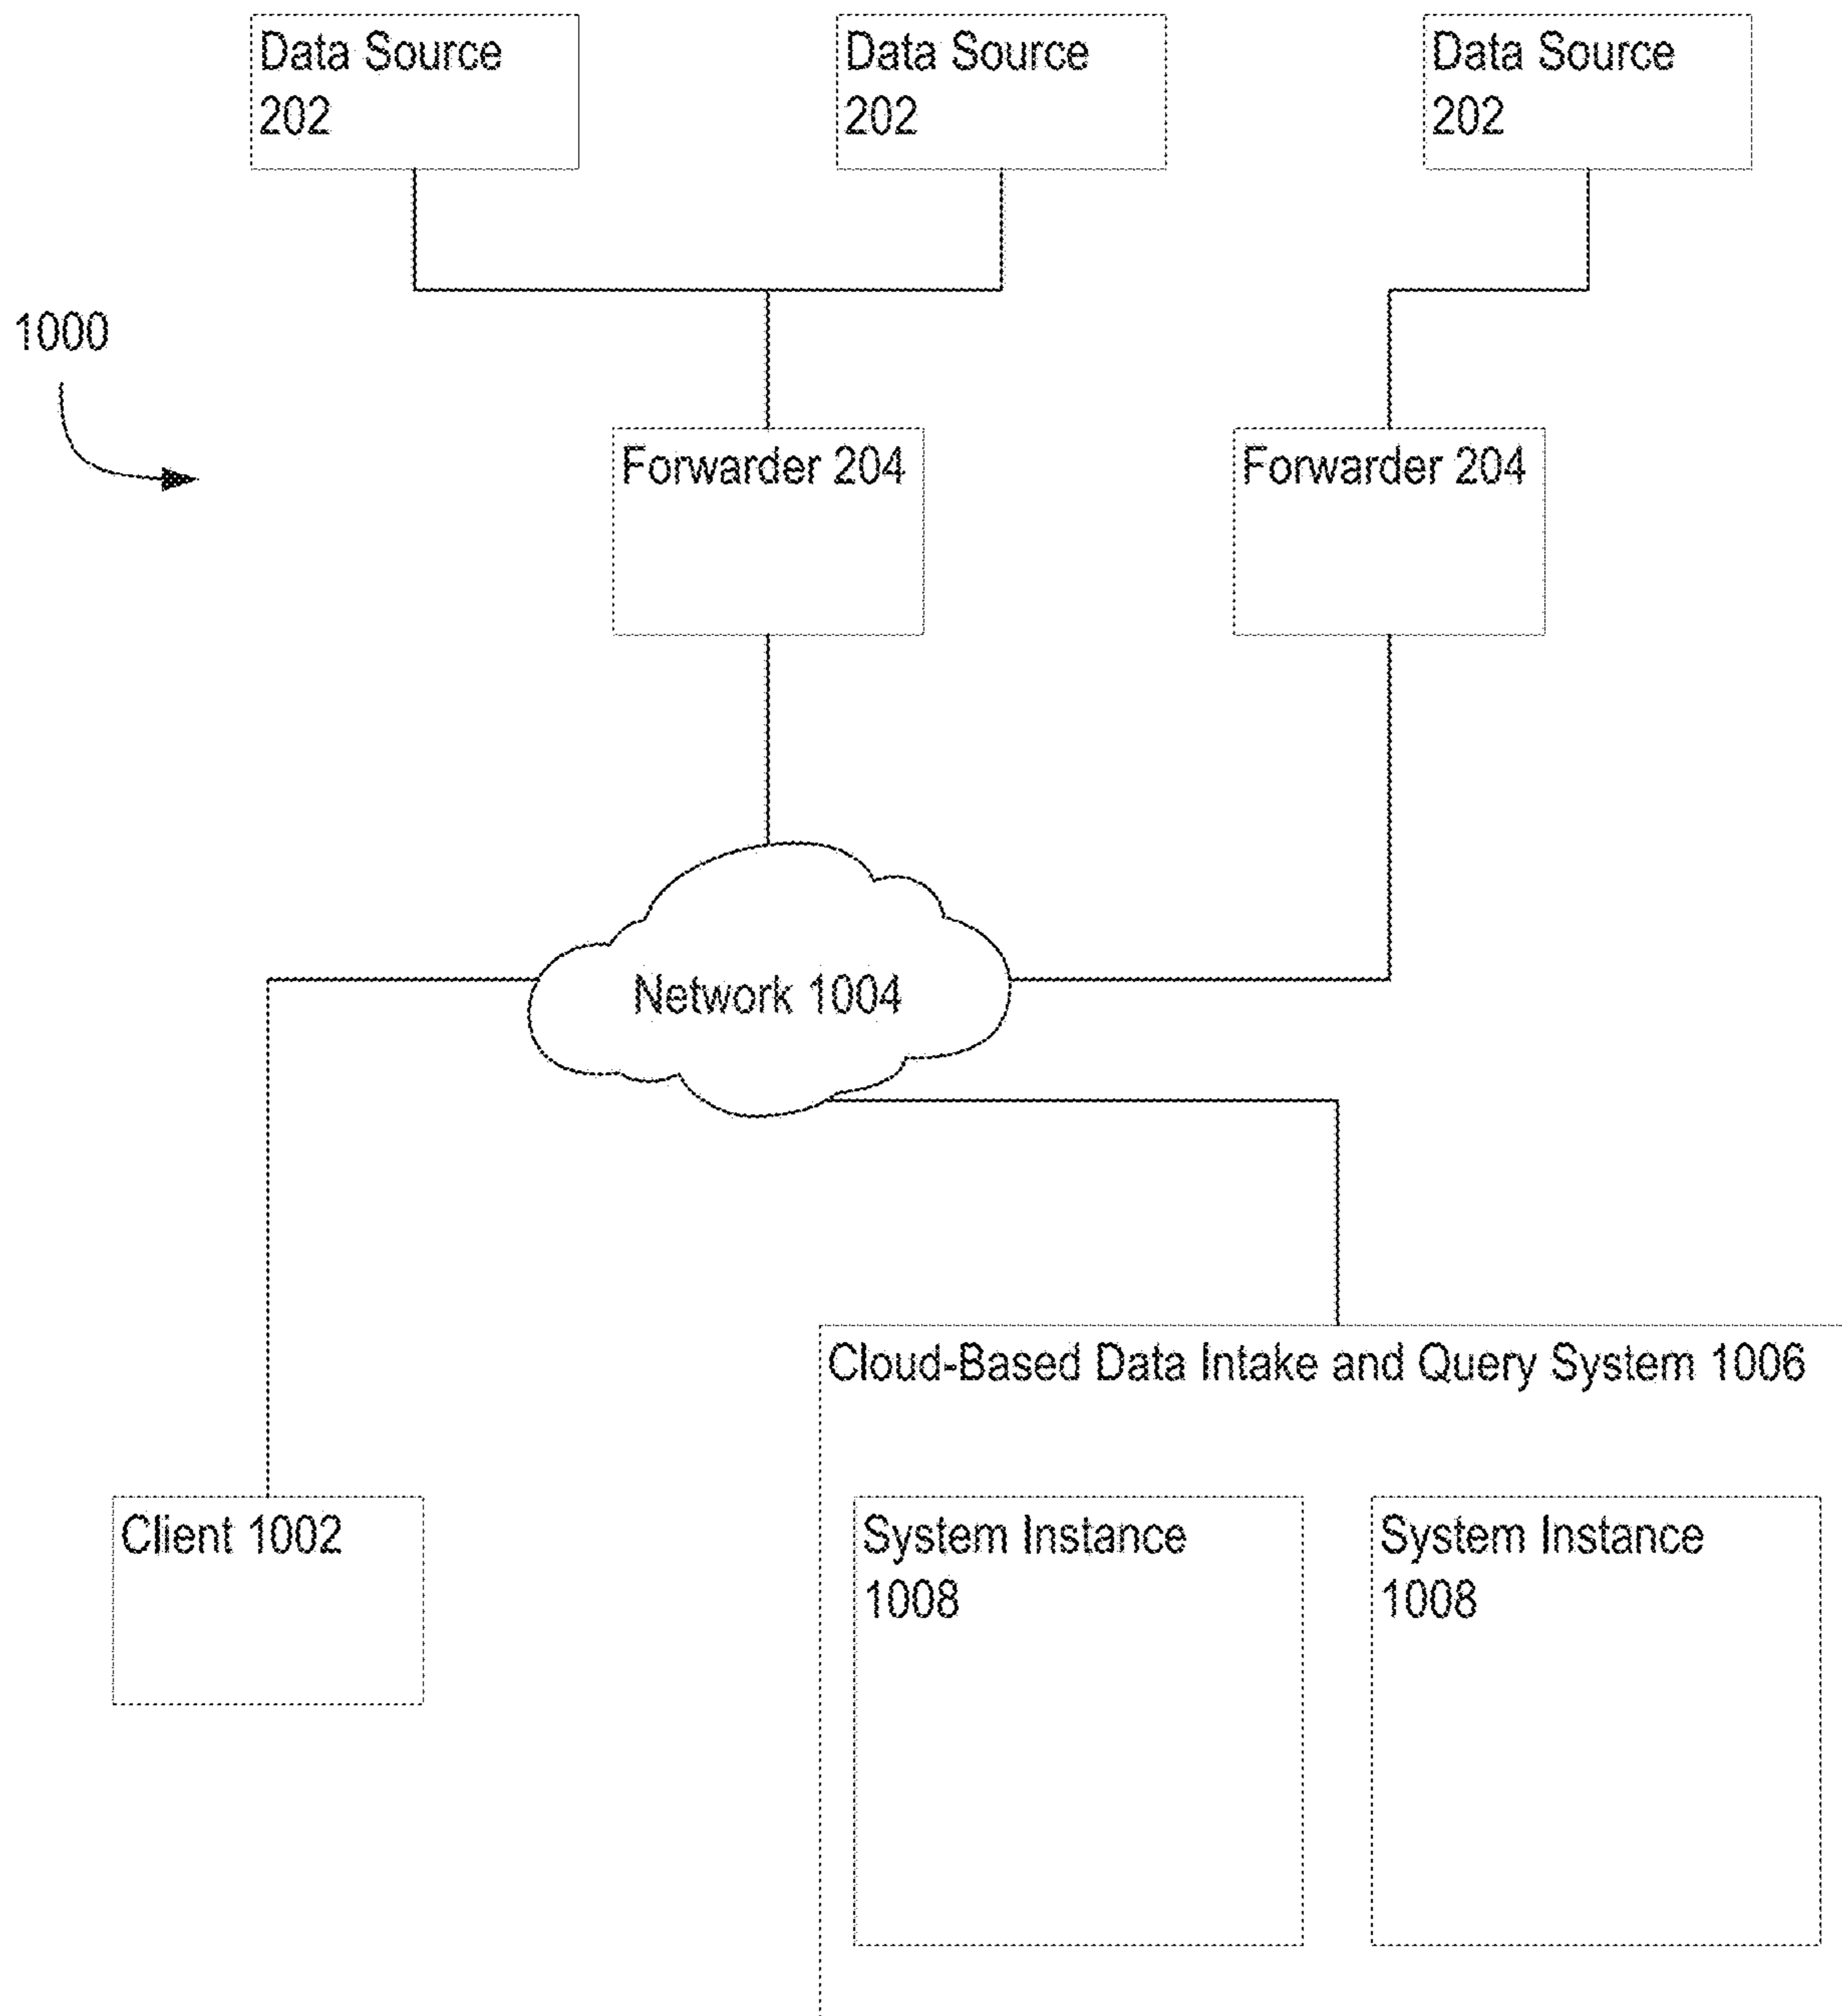 Data Source
202
Data Source
202
Data Source
202
1000
Forwarder 204
Forwarder 204
Network 1004
Cloud-Based Data Intake and Query System 1006
Client 1002
System Instance
1008
System Instance
1008